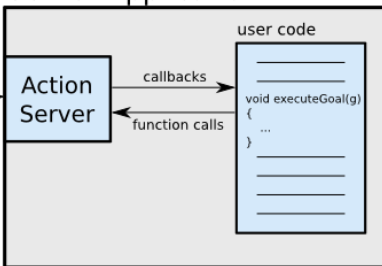 user code
Action
Server
callbacks
function calls
void executeGoal(g)
{
...
}